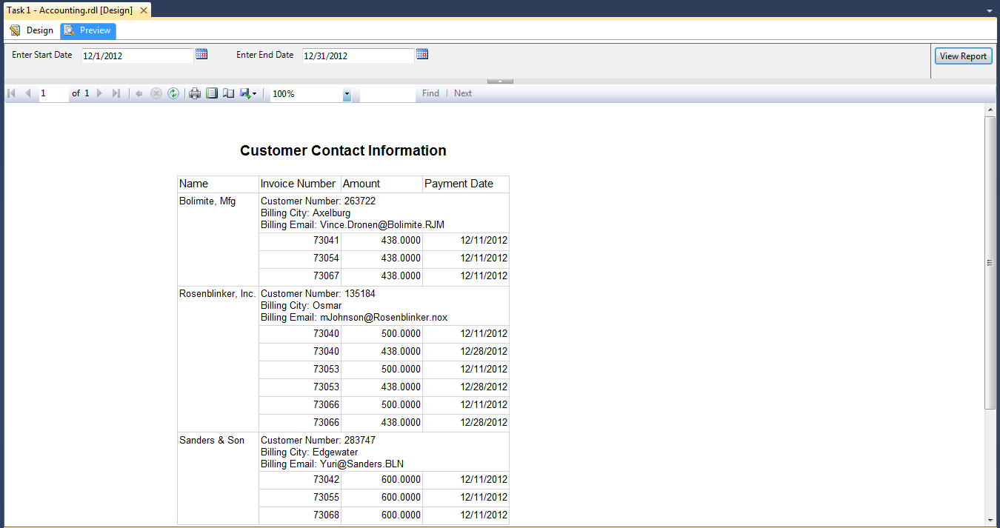 Task 1 - Accounting.rdl [Design]
Design Preview
Enter Start Date 12/1/2012 Enter End Date 12/31/2012 View Report
1 of 1 100% Find | Next
Customer Contact Information
Name Invoice Number Amount Payment Date
Bolimite, Mfg Customer Number: 263722
Billing City: Axelburg
Billing Email: Vince.Dronen@Bolimite.RJM
73041 438.0000 12/11/2012
73054 438.0000 12/11/2012
73067 438.0000 12/11/2012
Rosenblinker, Inc. Customer Number: 135184
Billing City: Osmar
Billing Email: mJohnson@Rosenblinker.nox
73040 500.0000 12/11/2012
73040 438.0000 12/28/2012
73053 500.0000 12/11/2012
73053 438.0000 12/28/2012
73066 500.0000 12/11/2012
73066 438.0000 12/28/2012
Sanders & Son Customer Number: 283747
Billing City: Edgewater
Billing Email: Yuri@Sanders.BLN
73042 600.0000 12/11/2012
73055 600.0000 12/11/2012
73068 600.0000 12/11/2012